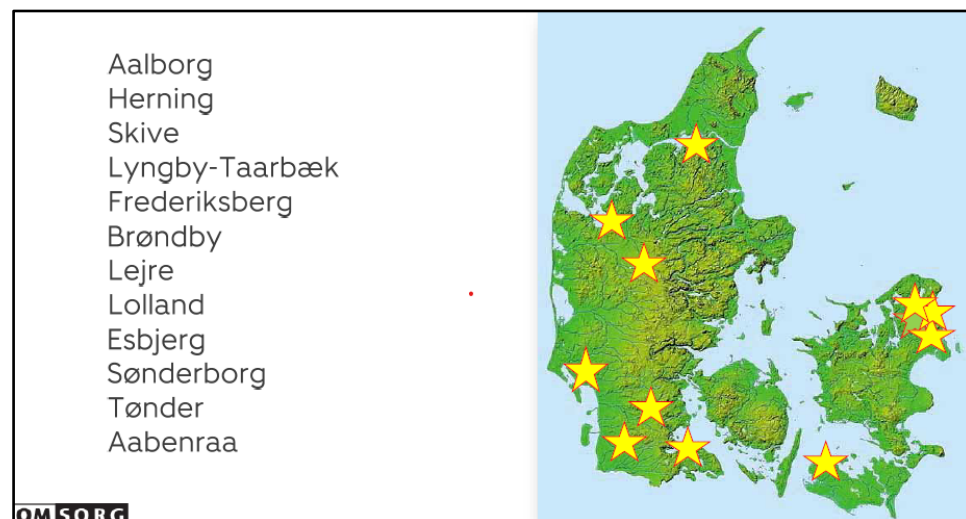 Aalborg
Herning
Skive
Lyngby-Taarbæk
Frederiksberg
Brøndby
Lejre
Lolland
Esbjerg
Sønderborg
Tønder
Aabenraa
OMSORG